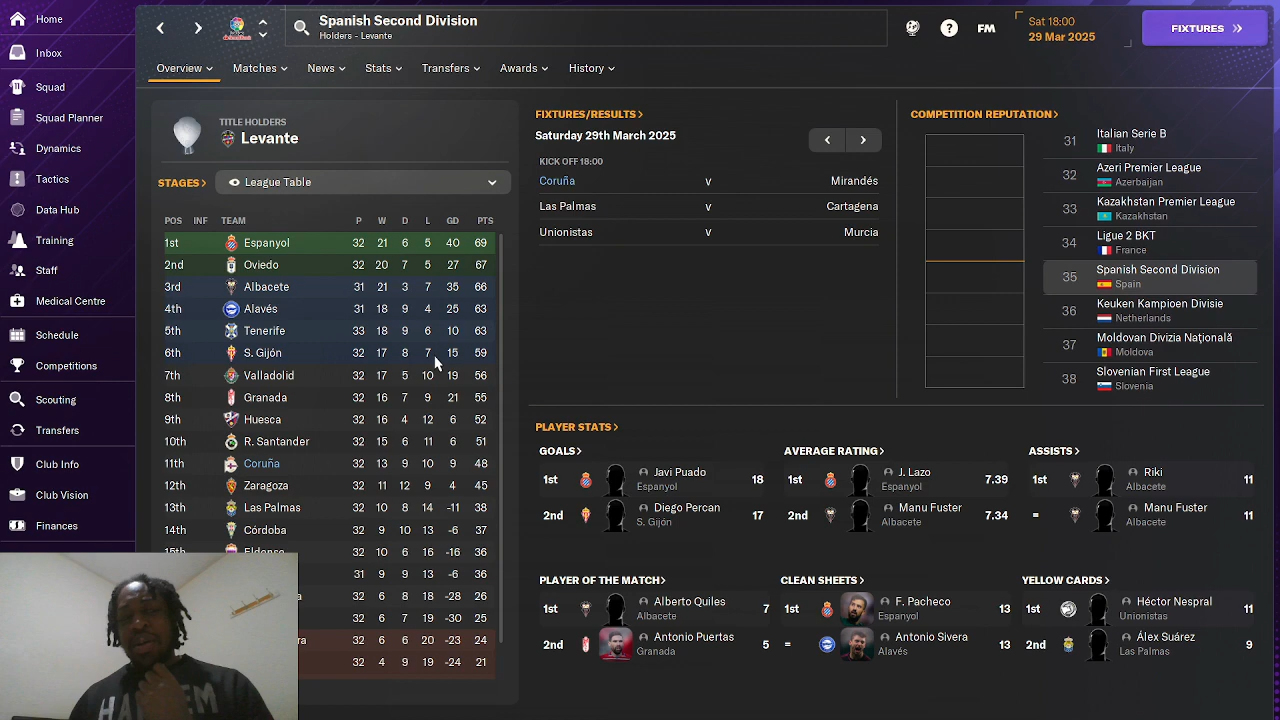 Home
Inbox
Squad
Squad Planner
Dynamics
Tactics
Data Hub
Training
Staff
Medical Centre
Schedule
Competitions
Scouting
Transfers
Club Info
Club Vision
Finances
Spanish Second Division
Holders - Levante
FM
Sat 18:00
29 Mar 2025
FIXTURES
Overview
Matches
News
Stats
Transfers
Awards
History
TITLE HOLDERS
Levante
STAGES>
League Table
POS INF TEAM P W D L GD PTS
1st Espanyol 32 21 6 5 40 69
2nd Oviedo 32 20 7 5 27 67
3rd Albacete 31 21 3 7 35 66
4th Alavés 31 18 9 4 25 63
5th Tenerife 33 18 9 6 10 63
6th S. Gijón 32 17 8 7 15 59
7th Valladolid 32 17 5 10 19 56
8th Granada 32 16 9 21 55
9th Huesca 32 16 4 12 6 52
10th R. Santander 32 15 6 11 6 51
11th Coruña 32 13 9 10 9 48
12th Zaragoza 32 11 12 9 4 45
13th Las Palmas 32 10 8 14 -11 38
14th Córdoba 32 9 10 13 -6 37
15th Eldense 32 10 6 16 -16 36
31 9 9 13 -6 36
32 6 8 18 -28 26
32 6 7 19 -30 25
32 6 6 20 -23 24
32 4 9 19 -24 21
FIXTURES/RESULTS>
Saturday 29th March 2025
KICK OFF 18:00
Coruña v Mirandés
Las Palmas v Cartagena
Unionistas v Murcia
COMPETITION REPUTATION>
31 Italian Serie B
Italy
32 Azeri Premier League
Azerbaijan
33 Kazakhstan Premier League
Kazakhstan
34 Ligue 2 BKT
France
35 Spanish Second Division
Spain
36 Keuken Kampioen Divisie
Netherlands
37 Moldovan Divizia Națională
Moldova
38 Slovenian First League
Slovenia
PLAYER STATS>
GOALS>
1st Javi Puado 18
Espanyol
2nd Diego Percan 17
S. Gijón
AVERAGE RATING>
1st J. Lazo 7.39
Espanyol
2nd Manu Fuster 7.34
Albacete
ASSISTS>
1st Riki 11
Albacete
= Manu Fuster 11
Albacete
PLAYER OF THE MATCH>
1st Alberto Quiles 7
Albacete
2nd Antonio Puertas 5
Granada
CLEAN SHEETS>
1st F. Pacheco 13
Espanyol
= Antonio Sivera 13
Alavés
YELLOW CARDS>
1st Héctor Nespral 11
Unionistas
2nd Álex Suárez 9
Las Palmas